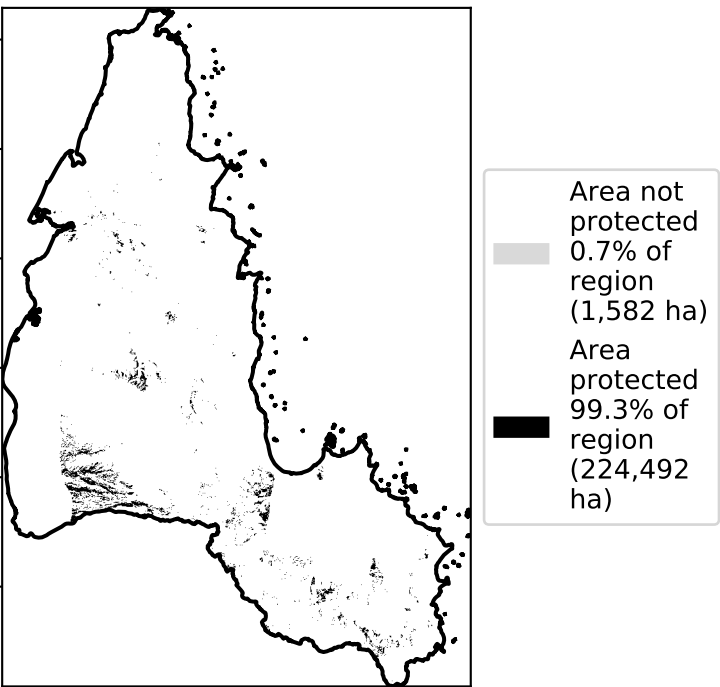 Area not
protected
0.7% of
region
(1,582 ha)
Area
protected
99.3% of
region
(224,492
ha)